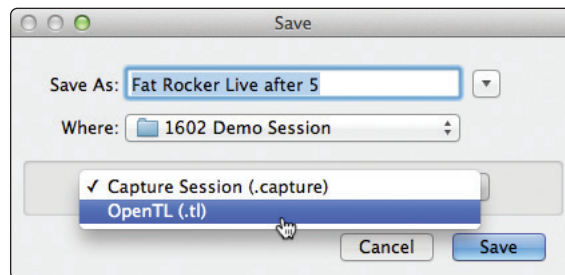 Save
Save As: Fat Rocker Live after 5
Where: 1602 Demo Session
✓ Capture Session (.capture)
OpenTL (.tl)
Cancel Save